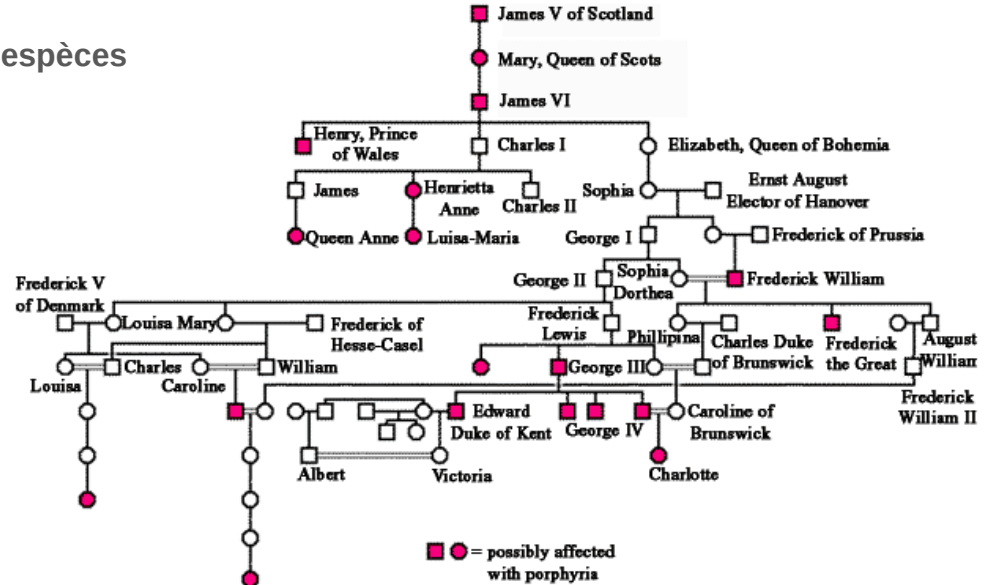 espèces
James V of Scotland
Mary, Queen of Scots
James VI
Henry, Prince
of Wales
Charles I
Elizabeth, Queen of Bohemia
James
Henrietta
Anne
Charles II
Sophia
Ernst August
Elector of Hanover
Queen Anne
Luisa-Maria
George I
Frederick of Prussia
George II
Sophia
Dorthea
Frederick William
Frederick V
of Denmark
Louisa
Mary
Frederick of
Hesse-Casel
Frederick
Lewis
Phillipina
Charles Duke
of Brunswick
Frederick
the Great
August
William
Louisa
Charles
Caroline
William
George III
Frederick
William II
Edward
Duke of Kent
George IV
Caroline of
Brunswick
Albert
Victoria
Charlotte
= possibly affected
with porphyria